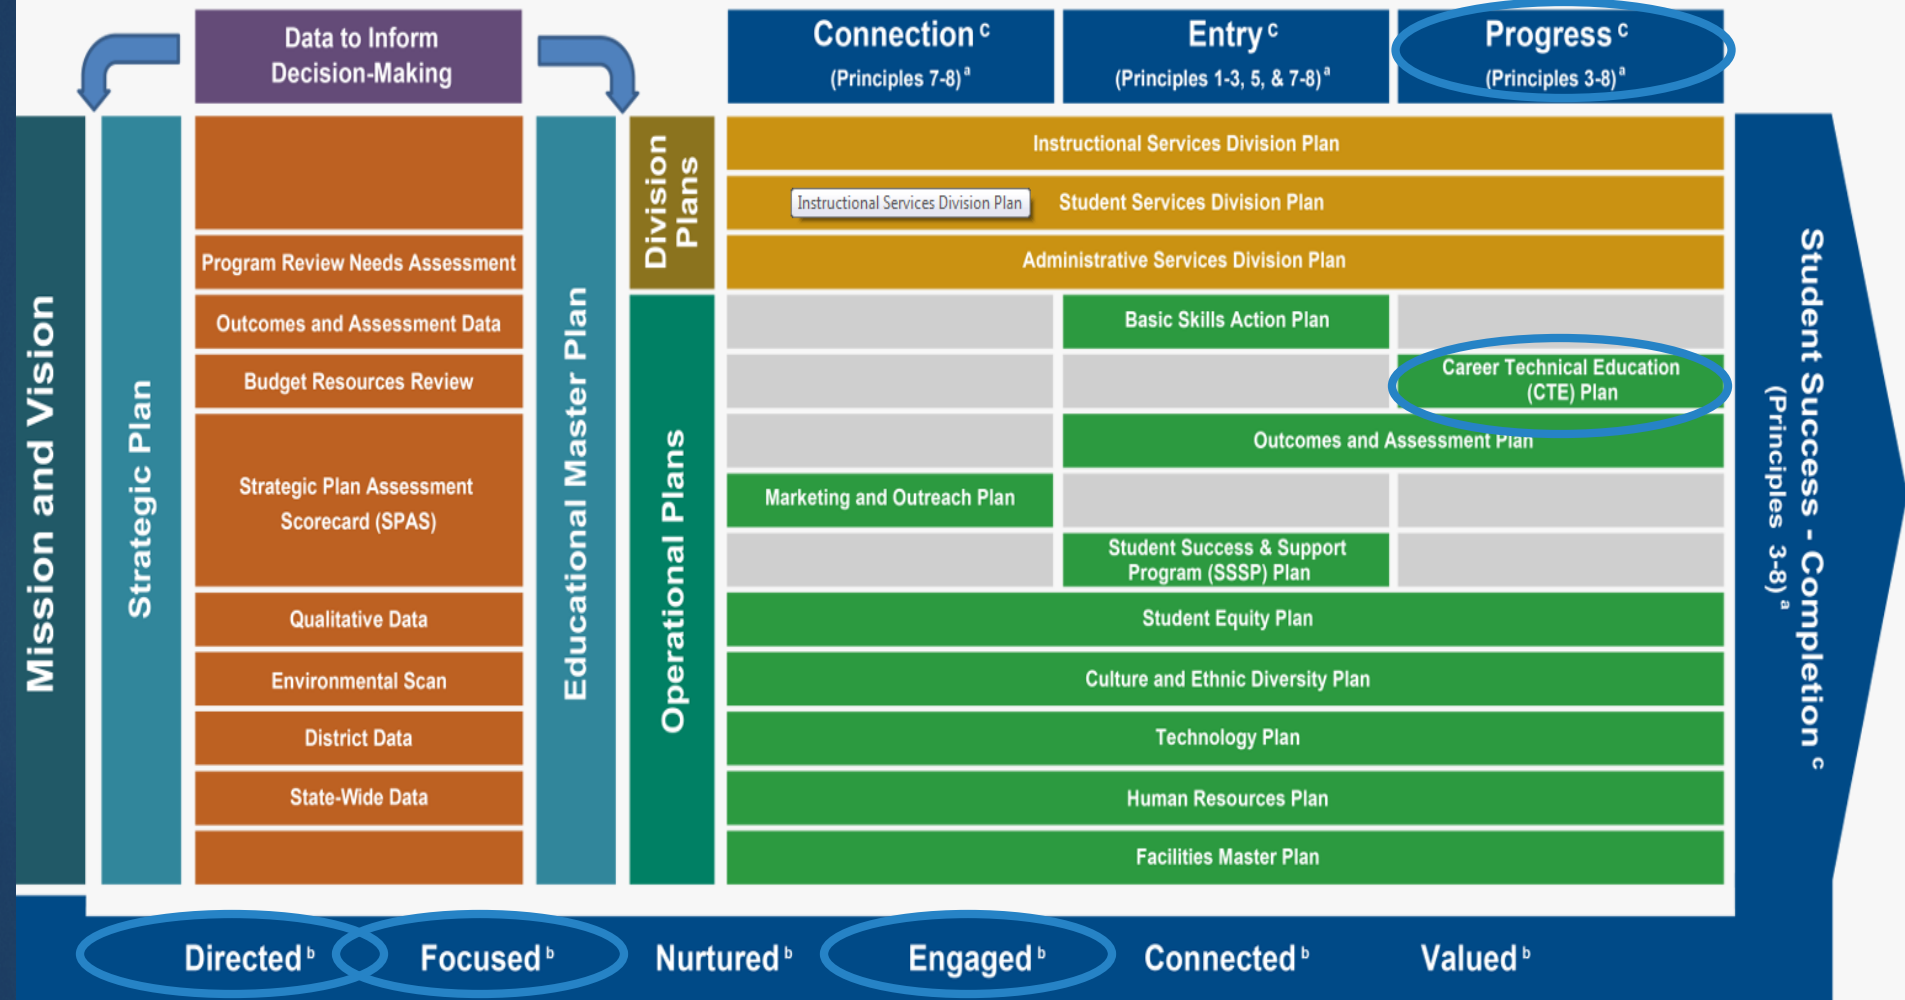 Data to Inform
Decision-Making
Connection c
(Principles 7-8) a
Entry c
(Principles 1-3, 5, & 7-8) a
Progress c
(Principles 3-8) a
Mission and Vision
Strategic Plan
Program Review Needs Assessment
Outcomes and Assessment Data
Budget Resources Review
Strategic Plan Assessment
Scorecard (SPAS)
Qualitative Data
Environmental Scan
District Data
State-Wide Data
Educational Master Plan
Division
Plans
Operational Plans
Instructional Services Division Plan
Instructional Services Division Plan
Student Services Division Plan
Administrative Services Division Plan
Basic Skills Action Plan
Career Technical Education
(CTE) Plan
Outcomes and Assessment Plan
Marketing and Outreach Plan
Student Success & Support
Program (SSSP) Plan
Student Equity Plan
Culture and Ethnic Diversity Plan
Technology Plan
Human Resources Plan
Facilities Master Plan
Student Success - Completion c
(Principles 3-8) a
Directed b
Focused b
Nurtured b
Engaged b
Connected b
Valued b